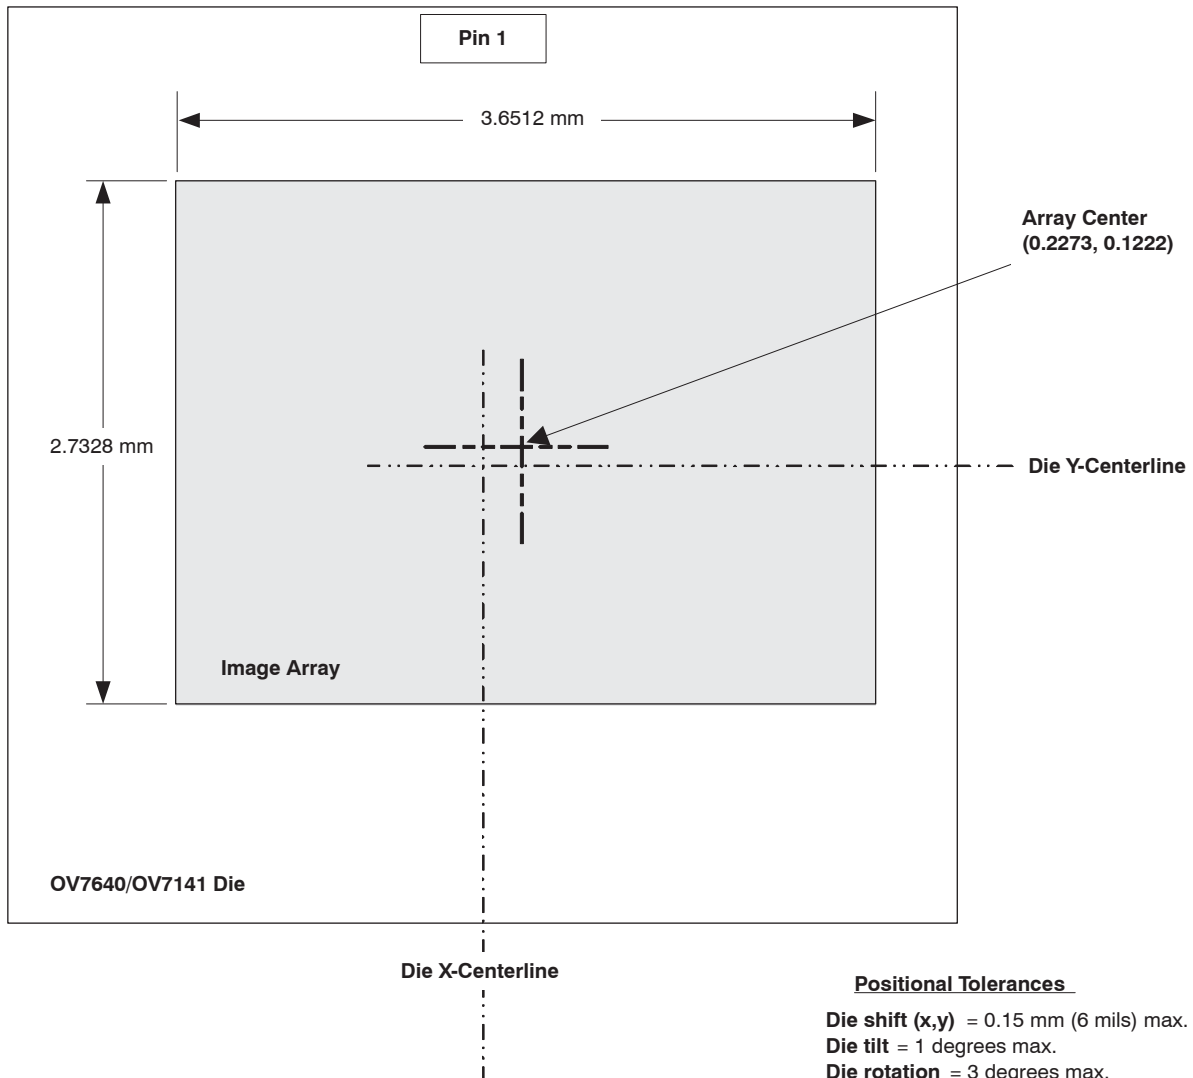 Pin 1
3.6512 mm
Array Center
(0.2273, 0.1222)
2.7328 mm
Die Y-Centerline
Image Array
OV7640/OV7141 Die
Die X-Centerline
Positional Tolerances
Die shift (x,y) = 0.15 mm (6 mils) max.
Die tilt = 1 degrees max.
Die rotation = 3 degrees max.